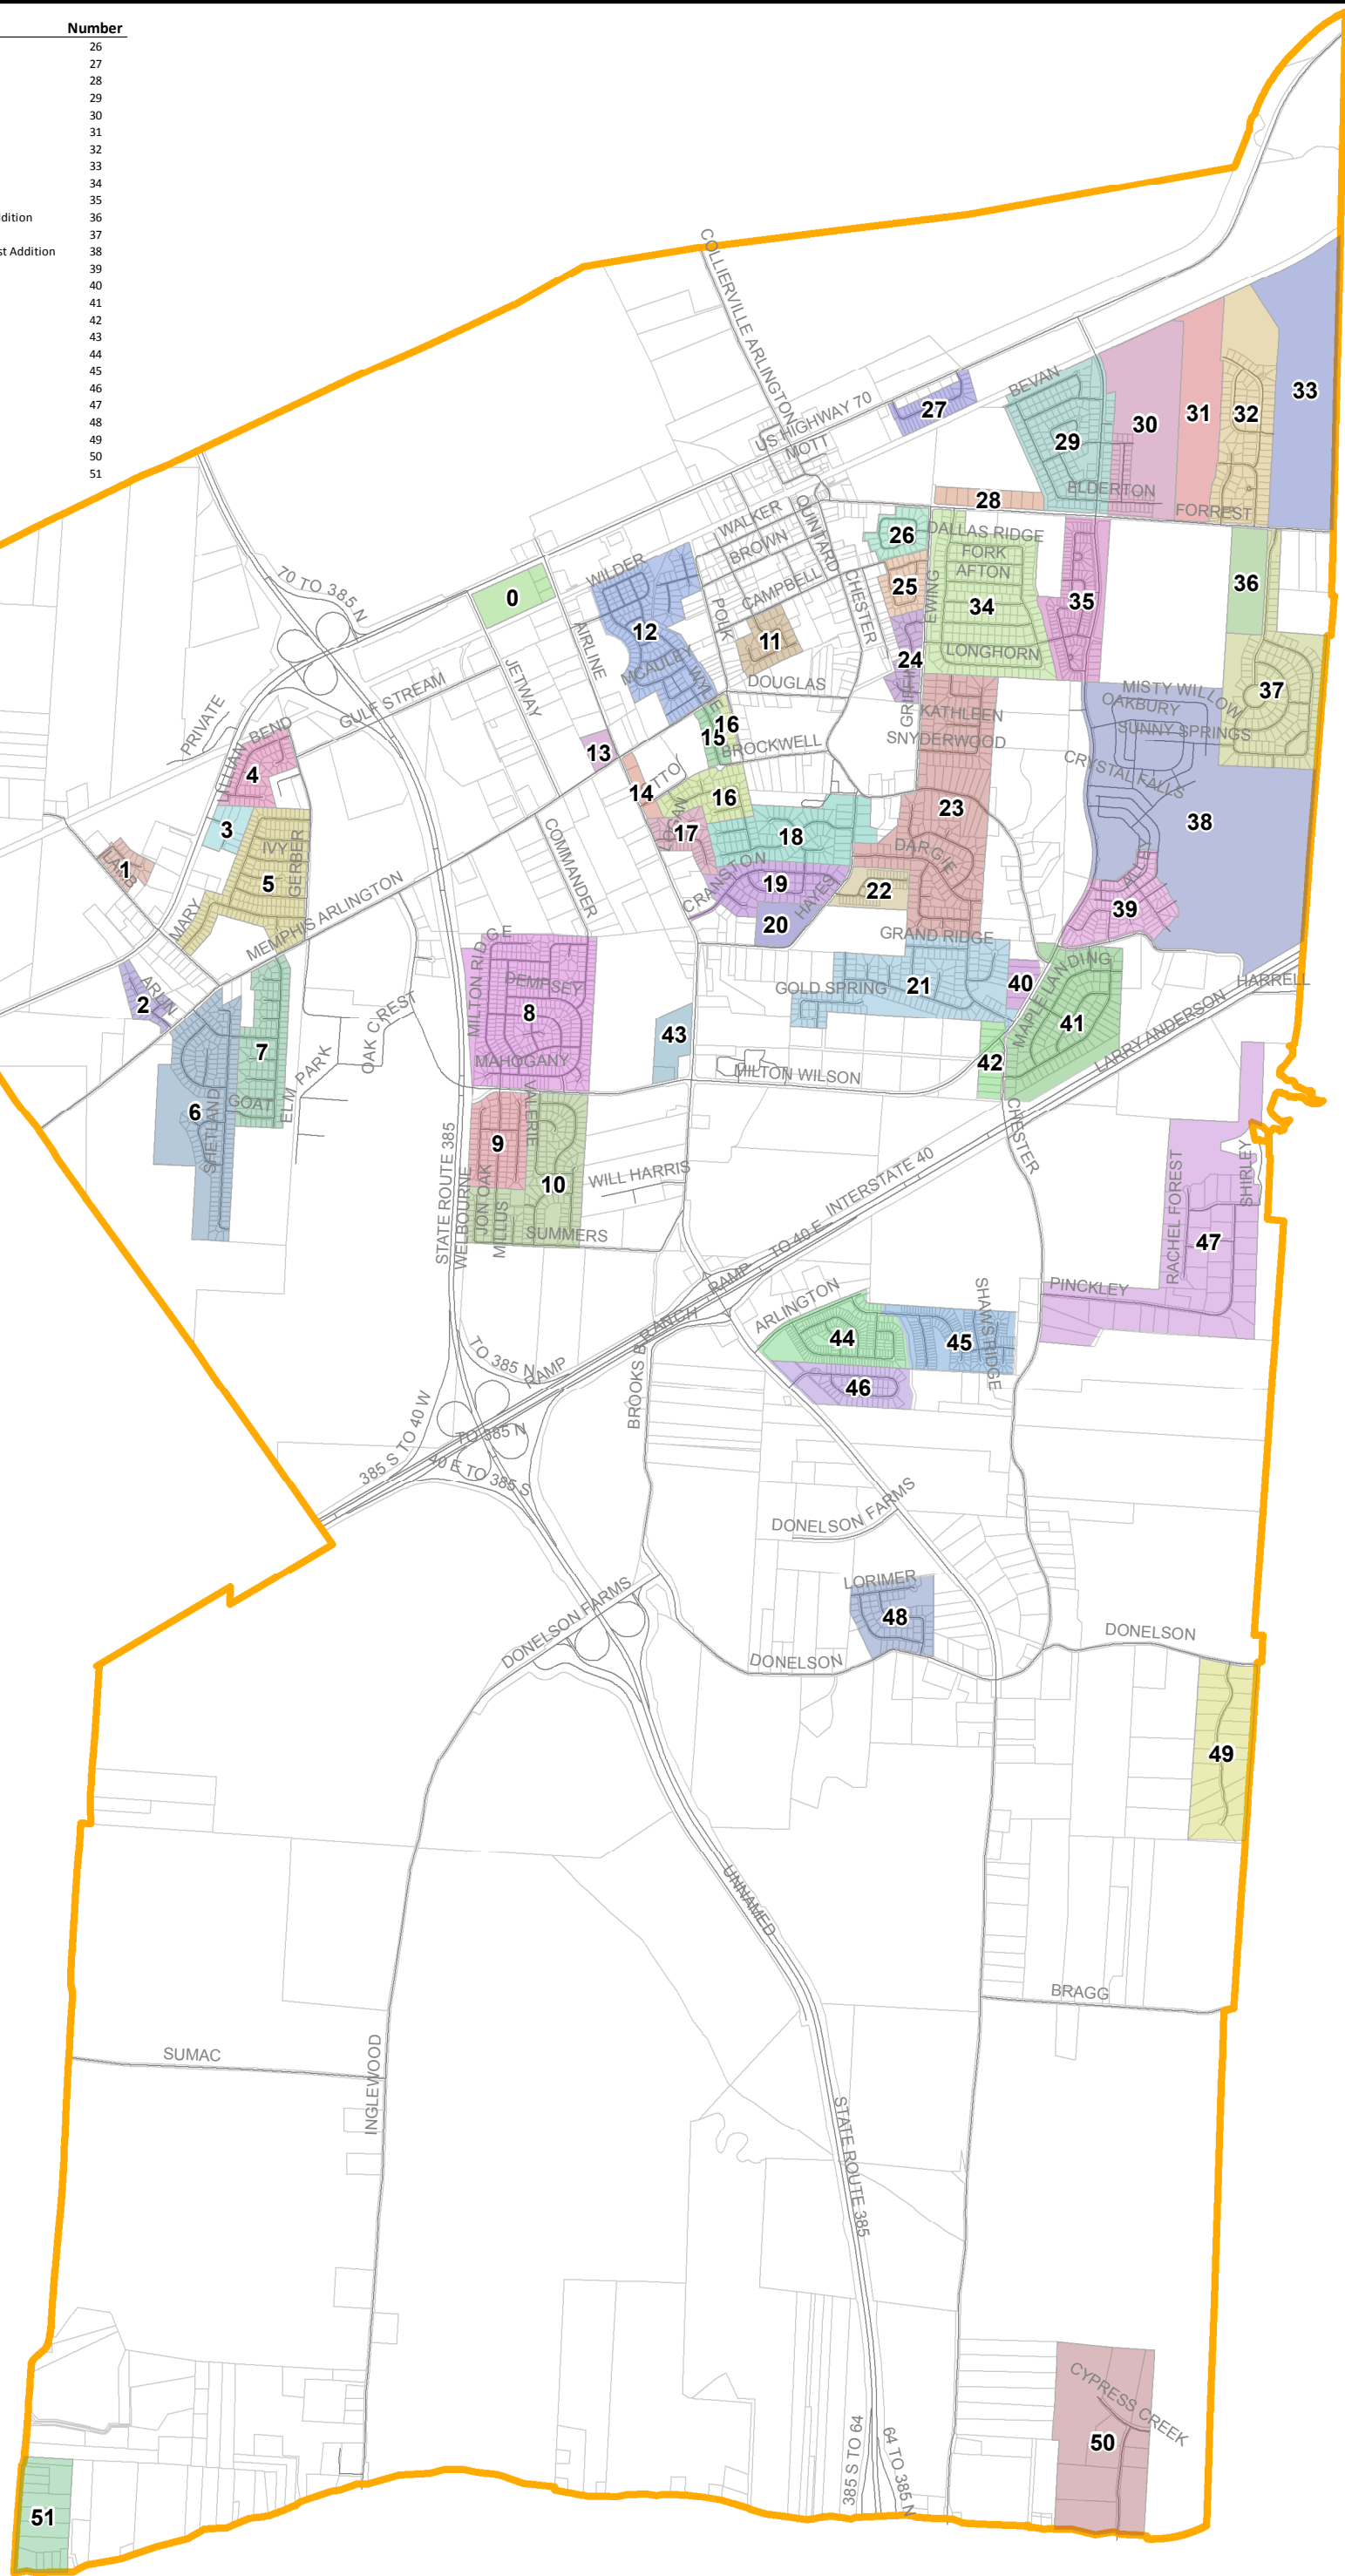 Number
26
27
28
29
30
31
32
33
34
35
dition 36
37
st Addition 38
39
40
41
42
43
44
45
46
47
48
49
50
51
COLLIERVILLE ARLINGTON
US HIGHWAY 70
MOTT
BEVAN
27
29
30
31
32
33
ELDERTON
FORREST
28
WALKER
BROWN
QUINTARD
CAMPBELL
CHESTER
26
DALLAS RIDGE
FORK
AFTON
25
EWING
34
35
36
LONGHORN
24
GRIFFIN
70 TO 385 N
0
WILDER
12
AIRLINE
MCAULEY
POLK
11
WYLIE
DOUGLAS
JETWAY
GULF STREAM
PRIVATE
LILLIAN BEND
4
3
IVY
GERBER
5
1
LAMB
MARY
MEMPHIS ARLINGTON
2
ARLIN
13
16
15
BROCKWELL
OTTO
14
16
LOGAN
17
18
COMMANDER
CRANSTON
19
HAYES
20
22
KATHLEEN
SNYDERWOOD
23
DARGIE
GRAND RIDGE
MISTY WILLOW
OAKBURY
SUNNY SPRINGS
37
CRYSTAL FALLS
38
ALLEY
39
HARRELL
GOLD SPRING
21
40
MAPLE LANDING
41
42
LARRY ANDERSON
MILTON RIDGE
DEMPSEY
8
MAHOGANY
43
MILTON WILSON
OAK CREST
7
GOAT
ELM PARK
6
SHETLAND
9
VALERIE
10
STATE ROUTE 385
WELBOURNE
JON OAK
MILLUS
SUMMERS
WILL HARRIS
CHESTER
INTERSTATE 40
TO 40 E
RAMP
SHIRLEY
RACHEL FOREST
47
PINCKLEY
ARLINGTON
44
45
SHAWS RIDGE
46
BROOKS BRANCH
TO 385 N
RAMP
385 S TO 40 W
TO 385 N
40 E TO 385 S
DONELSON FARMS
LORIMER
48
DONELSON FARMS
DONELSON
DONELSON
49
UNNAMED
BRAGG
SUMAC
INGLEWOOD
STATE ROUTE 385
CYPRESS CREEK
50
385 S TO 64
64 TO 385 N
51